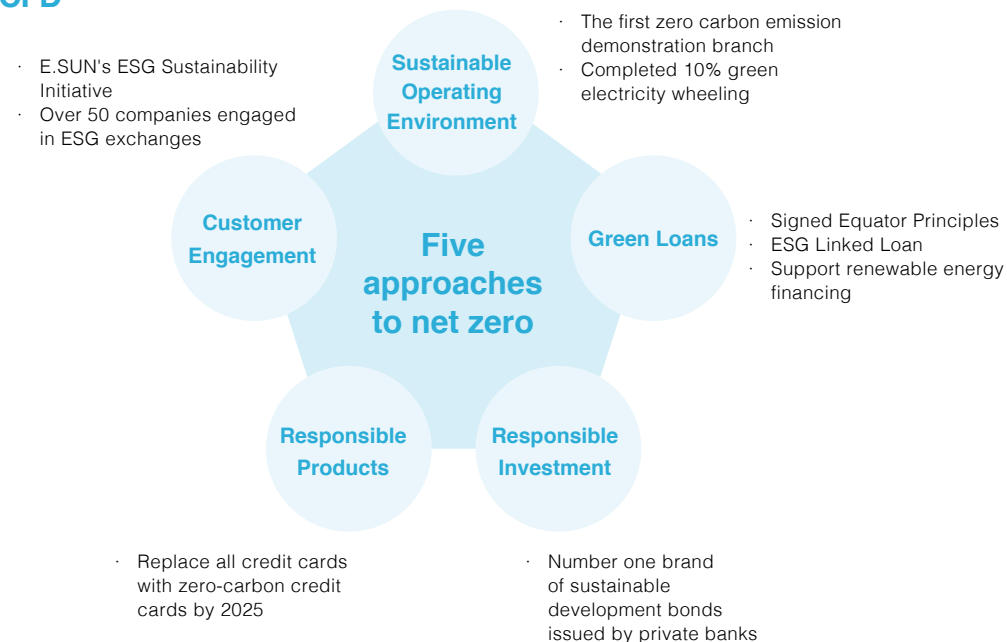 · The first zero carbon emission
demonstration branch
· Completed 10% green
electricity wheeling
· E.SUN's ESG Sustainability
Initiative
· Over 50 companies engaged
in ESG exchanges
Sustainable
Operating
Environment
Customer
Engagement
Five
approaches
to net zero
Green Loans
· Signed Equator Principles
· ESG Linked Loan
· Support renewable energy
financing
Responsible
Products
Responsible
Investment
· Replace all credit cards
with zero-carbon credit
cards by 2025
· Number one brand
of sustainable
development bonds
issued by private banks